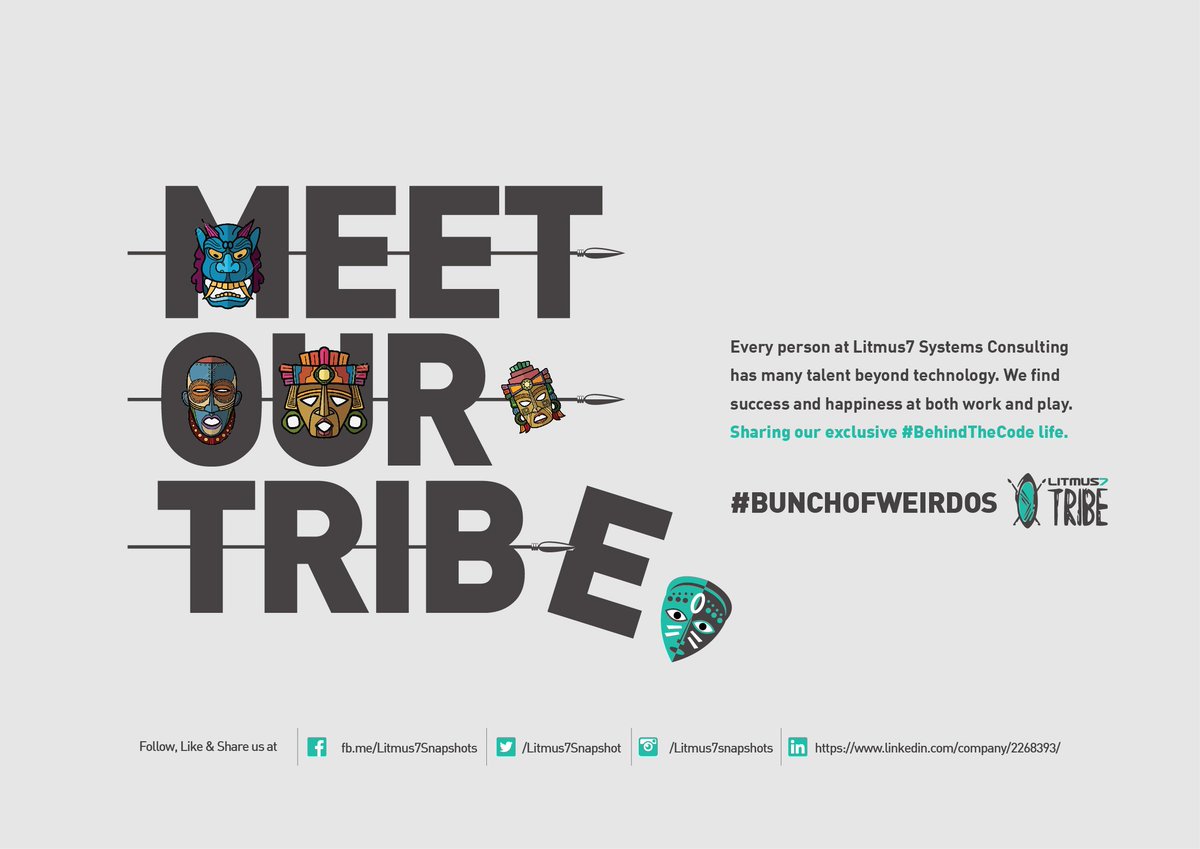 MEET
OUR
TRIBE
Every person at Litmus7 Systems Consulting
has many talent beyond technology. We find
success and happiness at both work and play.
Sharing our exclusive #BehindTheCode life.
#BUNCHOFWEIRDOS
LITMUS7
TRIBE
Follow, Like & Share us at
fb.me/Litmus7Snapshots
/Litmus7Snapshot
/Litmus7snapshots
https://www.linkedin.com/company/2268393/